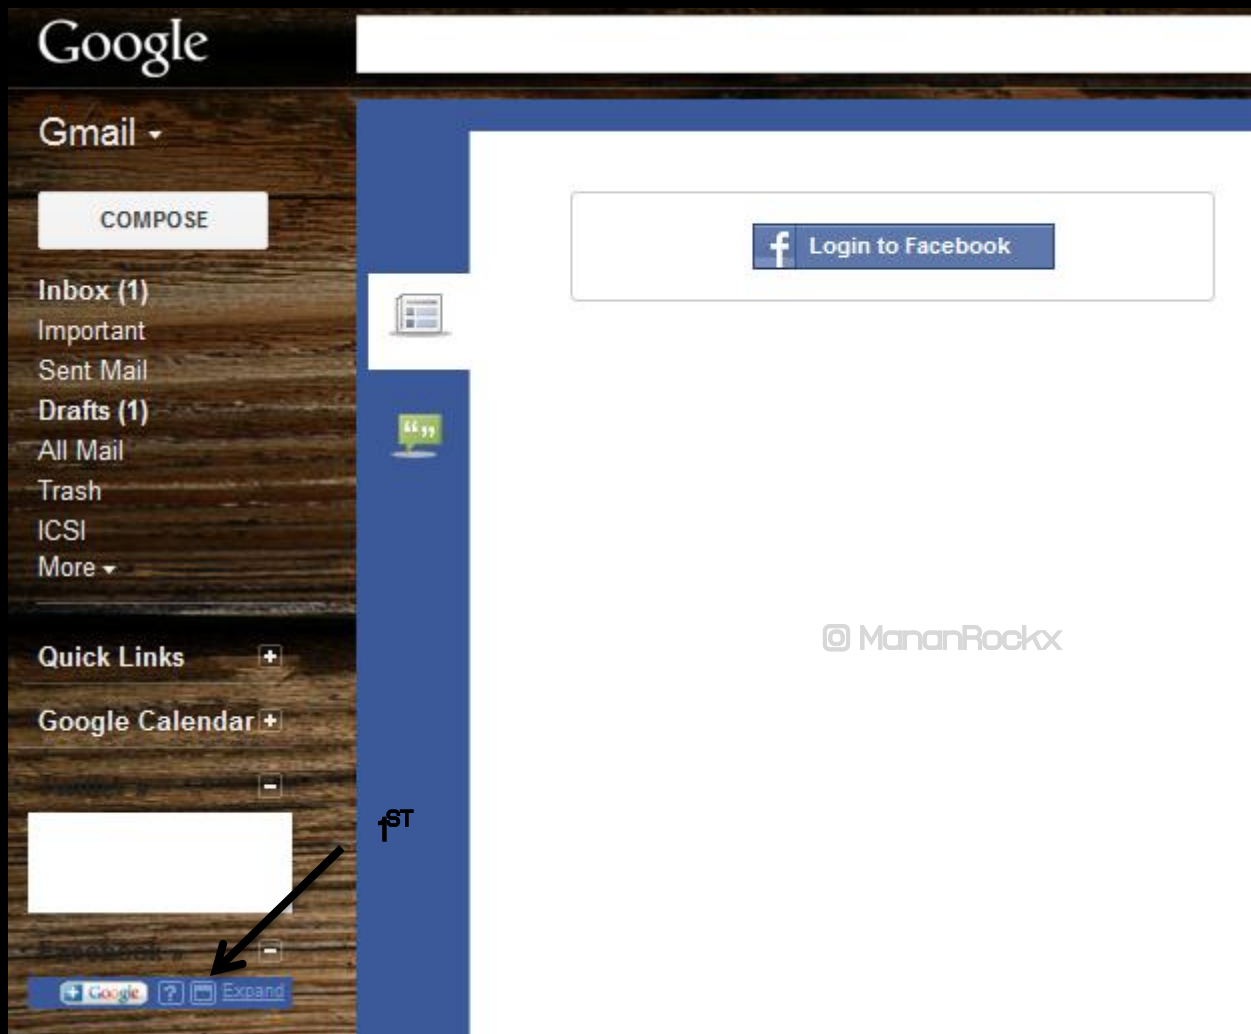 Google
Gmail
COMPOSE
Login to Facebook
Inbox (1)
Important
Sent Mail
Drafts (1)
All Mail
Trash
ICSI
More
© MananRockx
Quick Links
Google Calendar
1ST
Facebook
Google ? Expand